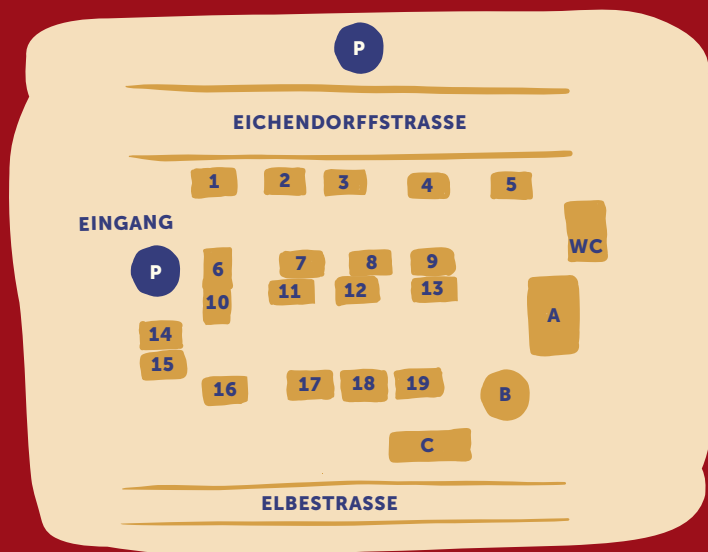 P
EICHENDORFFSTRASSE
1 2 3 4 5
EINGANG
WC
P 6 7 8 9
10 11 12 13
A
14
15
16 17 18 19
B
C
ELBESTRASSE